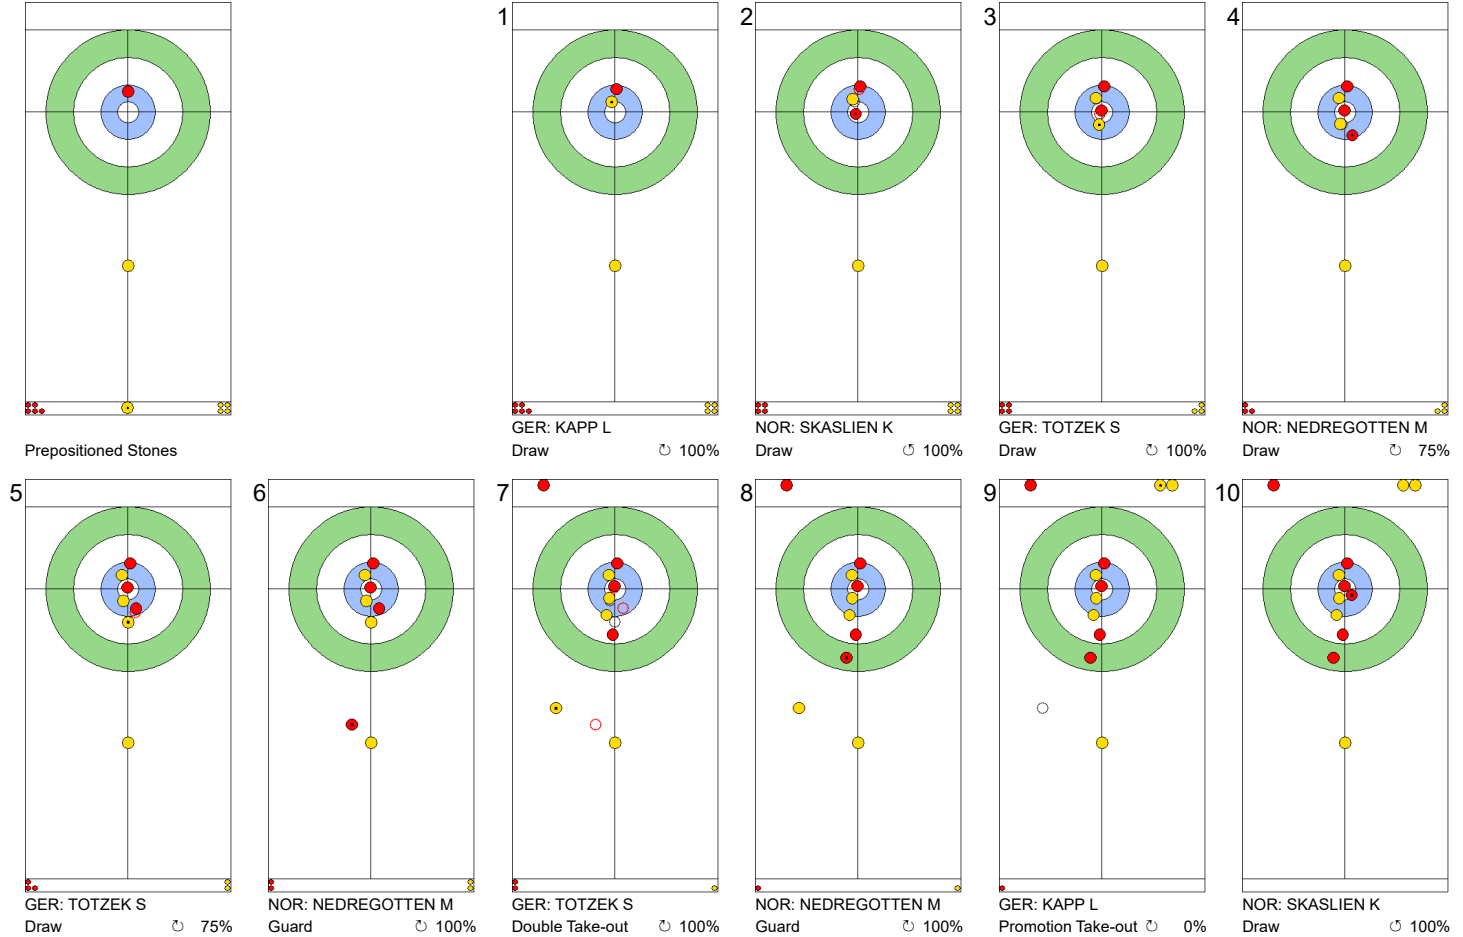 1
2
3
4
Prepositioned Stones
GER: KAPP L
Draw ↻ 100%
NOR: SKASLIEN K
Draw ↺ 100%
GER: TOTZEK S
Draw ↻ 100%
NOR: NEDREGOTTEN M
Draw ↻ 75%
5
6
7
8
9
10
GER: TOTZEK S
Draw ↻ 75%
NOR: NEDREGOTTEN M
Guard ↻ 100%
GER: TOTZEK S
Double Take-out ↻ 100%
NOR: NEDREGOTTEN M
Guard ↻ 100%
GER: KAPP L
Promotion Take-out ↻ 0%
NOR: SKASLIEN K
Draw ↻ 100%